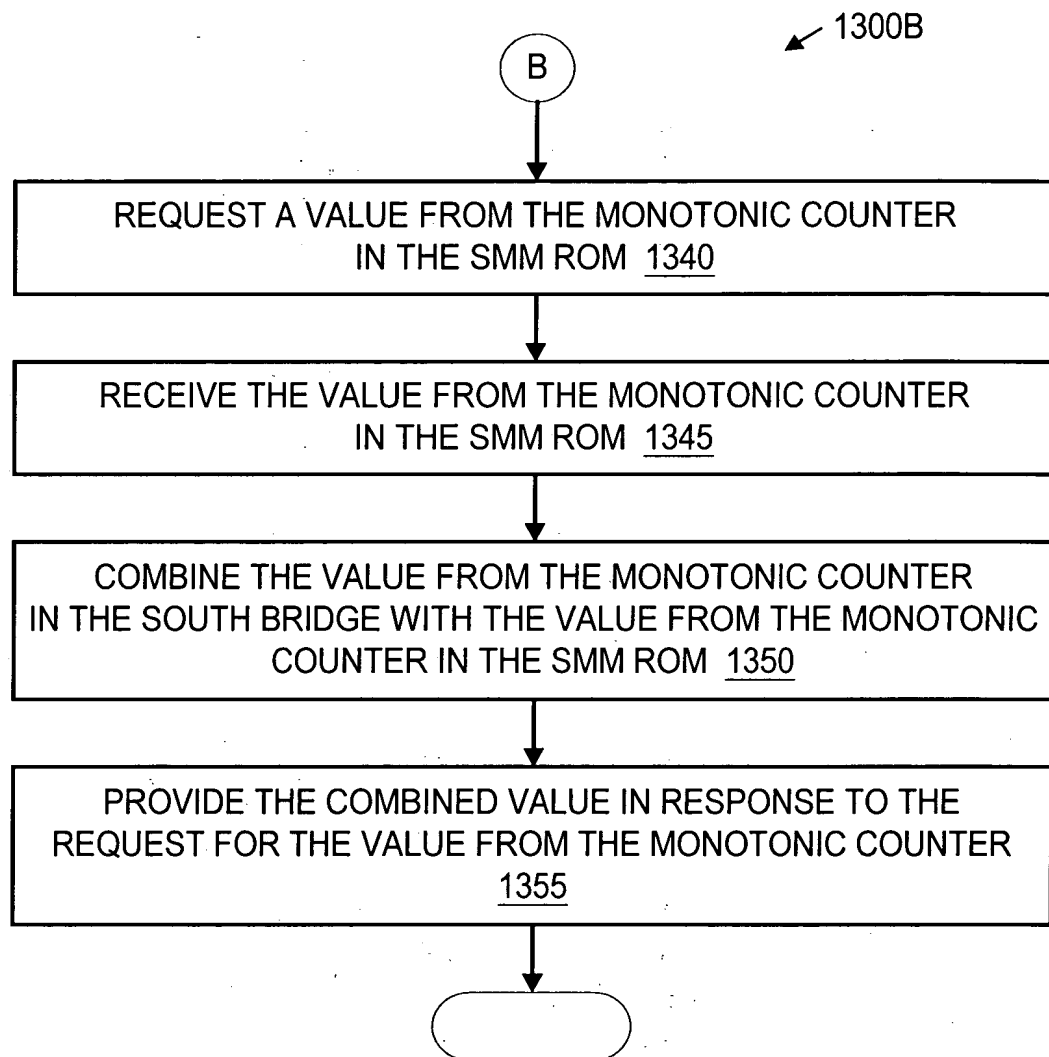 1300B
B
REQUEST A VALUE FROM THE MONOTONIC COUNTER
IN THE SMM ROM 1340
RECEIVE THE VALUE FROM THE MONOTONIC COUNTER
IN THE SMM ROM 1345
COMBINE THE VALUE FROM THE MONOTONIC COUNTER
IN THE SOUTH BRIDGE WITH THE VALUE FROM THE MONOTONIC
COUNTER IN THE SMM ROM 1350
PROVIDE THE COMBINED VALUE IN RESPONSE TO THE
REQUEST FOR THE VALUE FROM THE MONOTONIC COUNTER
1355